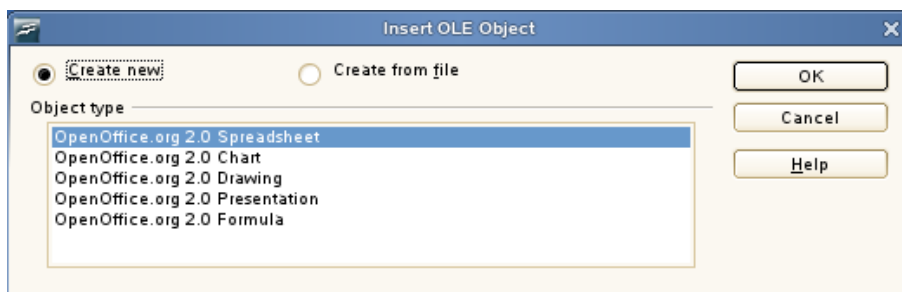 Insert OLE Object
Create new
Create from file
OK
Object type
Cancel
OpenOffice.org 2.0 Spreadsheet
OpenOffice.org 2.0 Chart
Help
OpenOffice.org 2.0 Drawing
OpenOffice.org 2.0 Presentation
OpenOffice.org 2.0 Formula